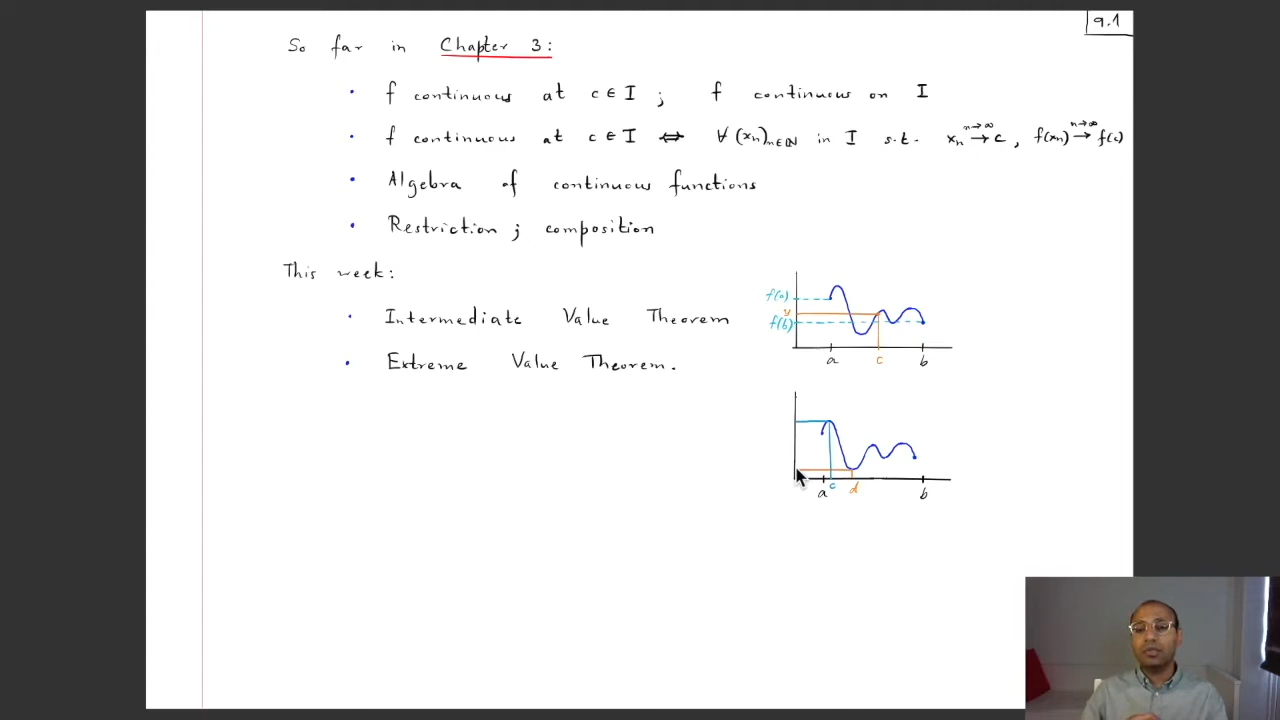 9.1
So far in Chapter 3:
• f continuous at c ∈ I ; f continuous on I
• f continuous at c ∈ I ⇔ ∀ (xₙ)ₙ∈ℕ in I s.t. xₙ →ⁿ→∞ c, f(xₙ) →ⁿ→∞ f(c)
• Algebra of continuous functions
• Restriction ; composition
This week:
• Intermediate Value Theorem
• Extreme Value Theorem.
f(a)
y
f(b)
a c b
a c d b